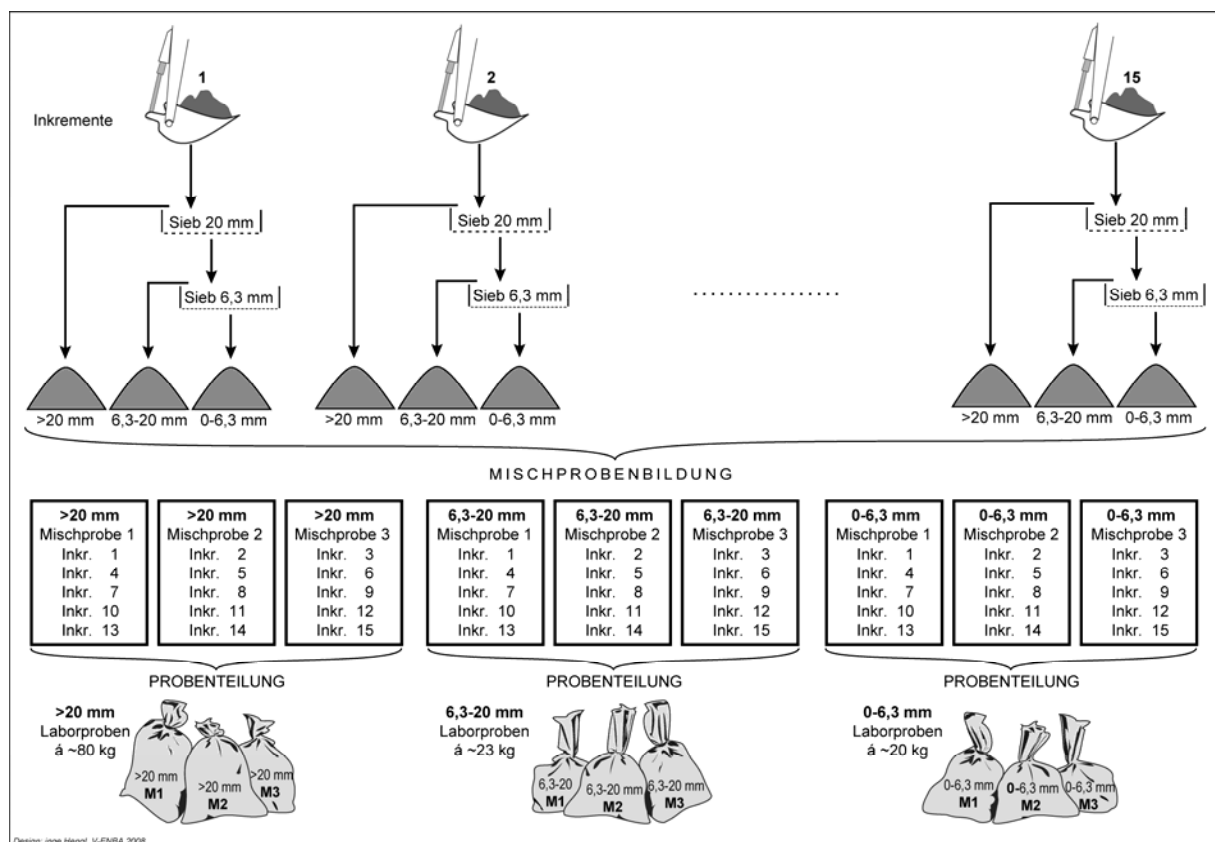 1 2 15
Inkremente
Sieb 20 mm Sieb 20 mm Sieb 20 mm
Sieb 6,3 mm Sieb 6,3 mm Sieb 6,3 mm
>20 mm 6,3-20 mm 0-6,3 mm >20 mm 6,3-20 mm 0-6,3 mm >20 mm 6,3-20 mm 0-6,3 mm
MISCHPROBENBILDUNG
>20 mm >20 mm >20 mm 6,3-20 mm 6,3-20 mm 6,3-20 mm 0-6,3 mm 0-6,3 mm 0-6,3 mm
Mischprobe 1 Mischprobe 2 Mischprobe 3 Mischprobe 1 Mischprobe 2 Mischprobe 3 Mischprobe 1 Mischprobe 2 Mischprobe 3
Inkr. 1 Inkr. 2 Inkr. 3 Inkr. 1 Inkr. 2 Inkr. 3 Inkr. 1 Inkr. 2 Inkr. 3
Inkr. 4 Inkr. 5 Inkr. 6 Inkr. 4 Inkr. 5 Inkr. 6 Inkr. 4 Inkr. 5 Inkr. 6
Inkr. 7 Inkr. 8 Inkr. 9 Inkr. 7 Inkr. 8 Inkr. 9 Inkr. 7 Inkr. 8 Inkr. 9
Inkr. 10 Inkr. 11 Inkr. 12 Inkr. 10 Inkr. 11 Inkr. 12 Inkr. 10 Inkr. 11 Inkr. 12
Inkr. 13 Inkr. 14 Inkr. 15 Inkr. 13 Inkr. 14 Inkr. 15 Inkr. 13 Inkr. 14 Inkr. 15
PROBENTEILUNG PROBENTEILUNG PROBENTEILUNG
>20 mm 6,3-20 mm 0-6,3 mm
Laborproben Laborproben Laborproben
á ~80 kg á ~23 kg á ~20 kg
>20 mm >20 mm >20 mm 6,3-20 6,3-20 mm 6,3-20 mm 0-6,3 mm 0-6,3 mm 0-6,3 mm
M1 M2 M3 M1 M2 M3 M1 M2 M3
Design: V-ENBA 2008